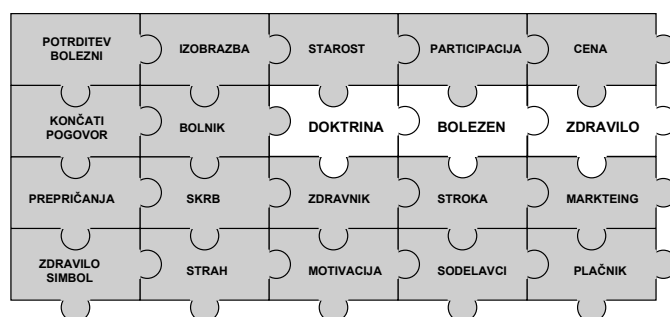 POTRDITEV
BOLEZNI
IZOBRAZBA
STAROST
PARTICIPACIJA
CENA
KONČATI
POGOVOR
BOLNIK
DOKTRINA
BOLEZEN
ZDRAVILO
PREPRIČANJA
SKRB
ZDRAVNIK
STROKA
MARKTEING
ZDRAVILO
SIMBOL
STRAH
MOTIVACIJA
SODELAVCI
PLAČNIK